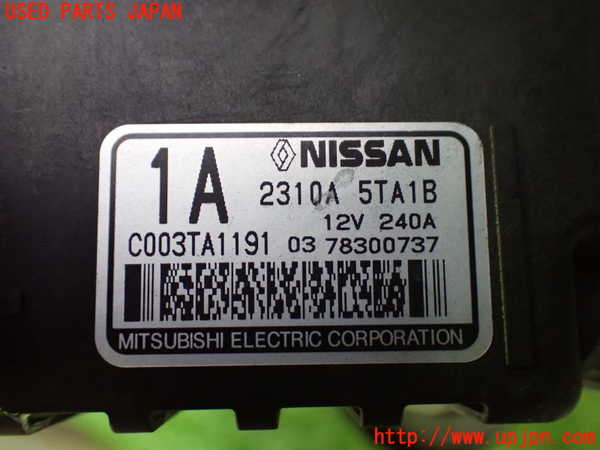 USED PARTS JAPAN
NISSAN
1A
2310A 5TA1B
12V 240A
C003TA1191 03 78300737
MITSUBISHI ELECTRIC CORPORATION
http://www.upjpn.com/